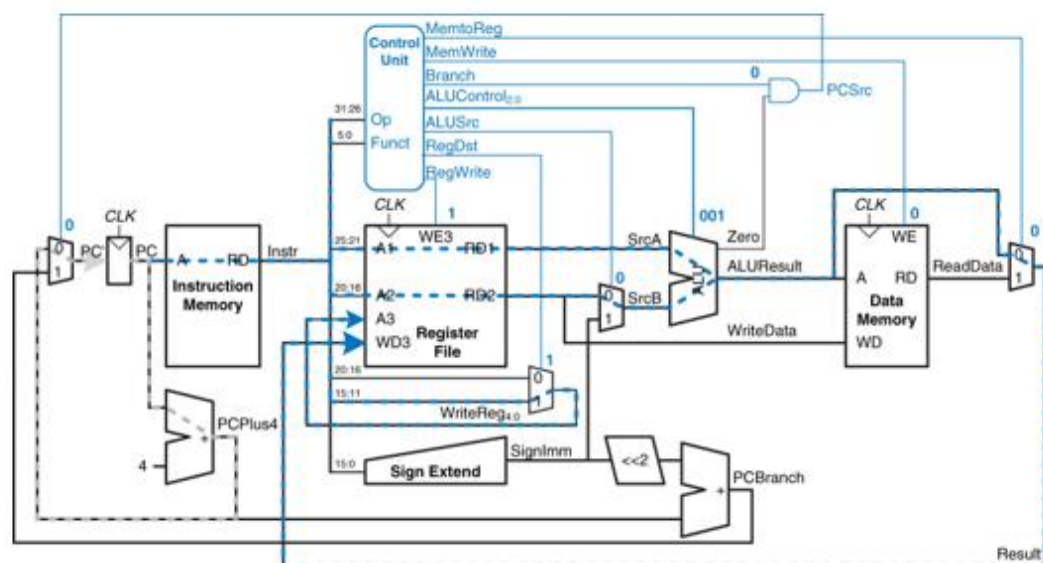 MemtoReg
Control
Unit
MemWrite
Branch
0
0
0
PCSrc
ALUControl2:0
31:26
Op
ALUSrc
5:0
Funct
RegDst
RegWrite
CLK
CLK
CLK
0
1
001
0
0
25:21
A1
WE3
RD1
SrcA
Zero
WE
0
1
PC'
PC
A
RD
Instr
Instruction
Memory
0
20:16
A2
RD2
0
SrcB
1
ALU
ALUResult
A
RD
ReadData
0
1
Data
Memory
A3
WD3
Register
File
WriteData
WD
20:16
0
1
1
15:11
WriteReg4:0
PCPlus4
+
4
SignImm
15:0
Sign Extend
<<2
+
PCBranch
Result